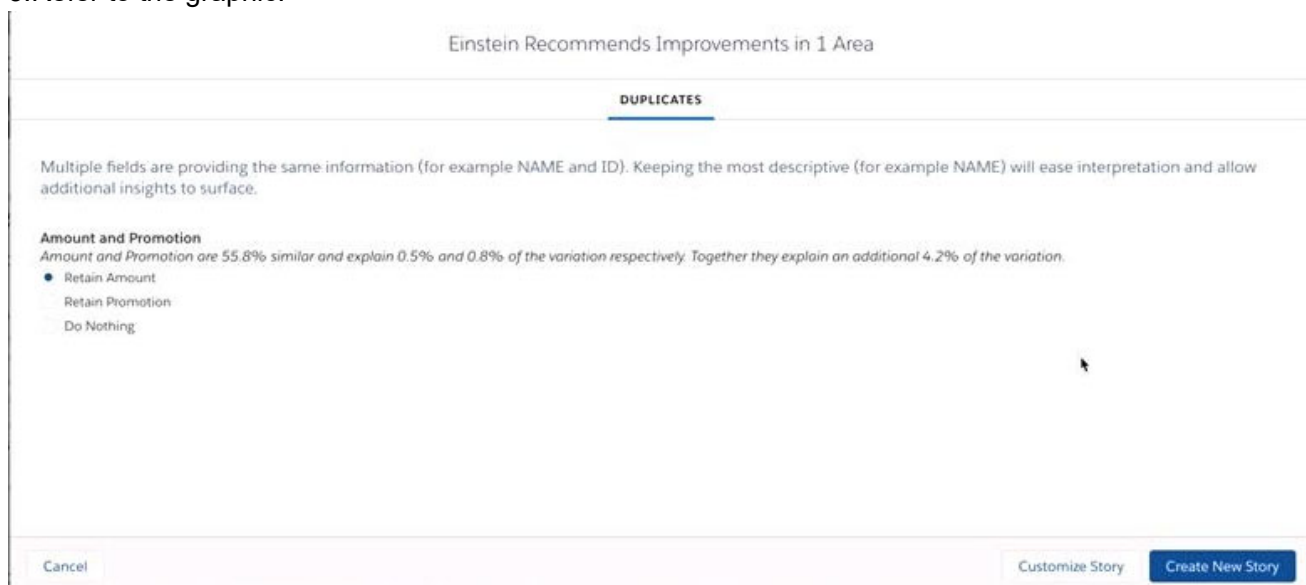 to the graphic.
Einstein Recommends Improvements in 1 Area
DUPLICATES
Multiple fields are providing the same information (for example NAME and ID). Keeping the most descriptive (for example NAME) will ease interpretation and allow
additional insights to surface.
Amount and Promotion
Amount and Promotion are 55.8% similar and explain 0.5% and 0.8% of the variation respectively. Together they explain an additional 4.2% of the variation.
Retain Amount
Retain Promotion
Do Nothing
Cancel
Customize Story
Create New Story